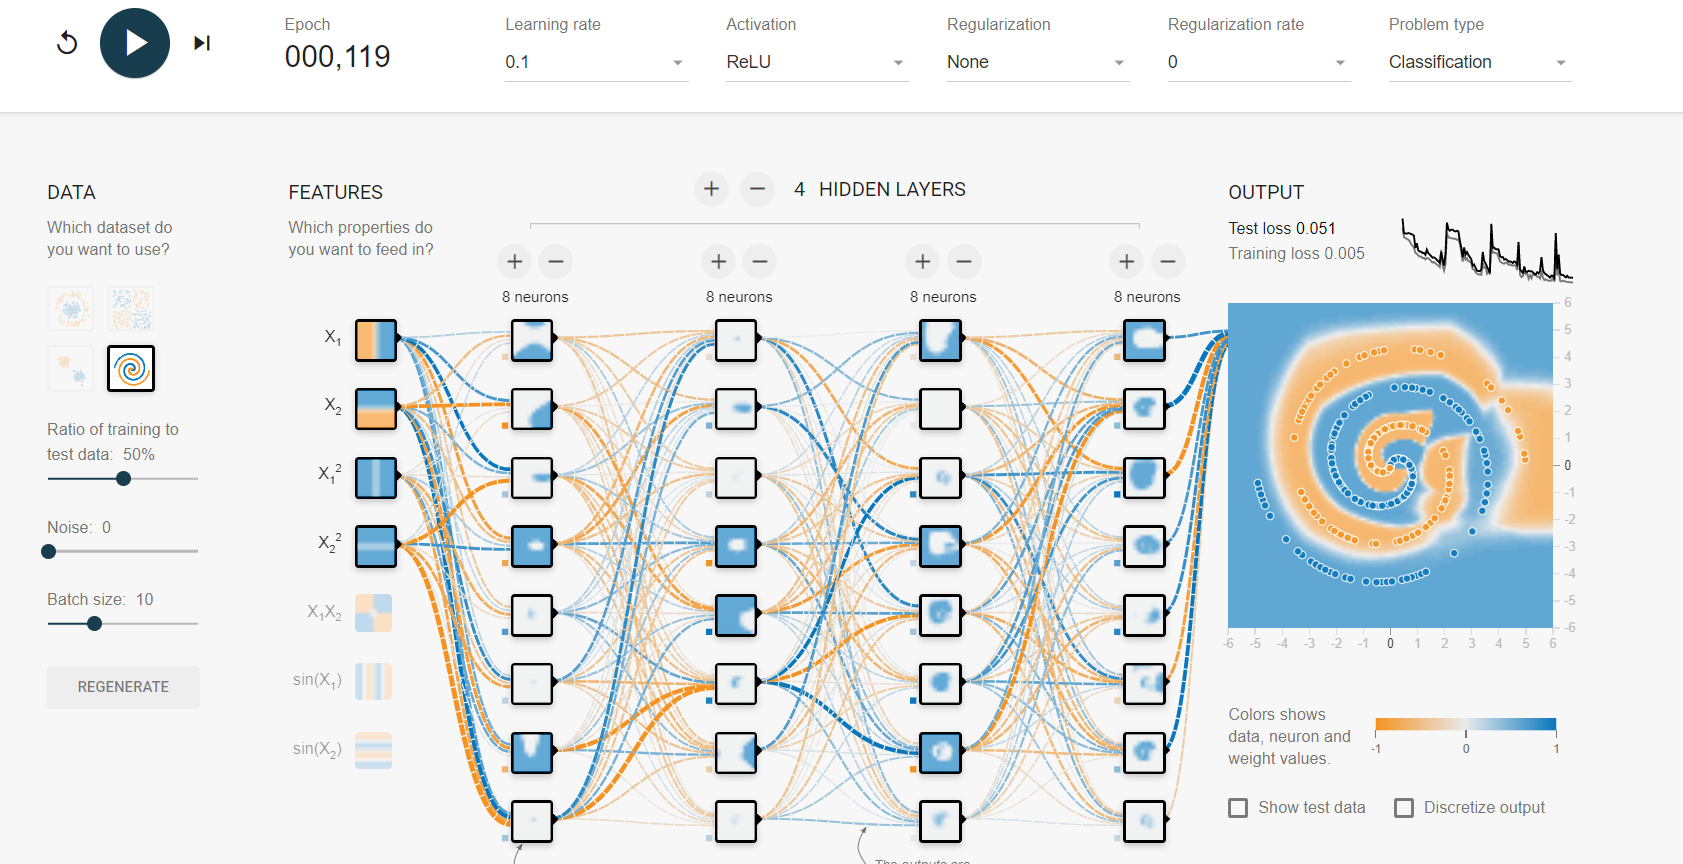 Epoch
000,119
Learning rate
0.1
Activation
ReLU
Regularization
None
Regularization rate
0
Problem type
Classification
DATA
Which dataset do
you want to use?
Ratio of training to
test data: 50%
Noise: 0
Batch size: 10
REGENERATE
FEATURES
Which properties do
you want to feed in?
X₁
X₂
X₁²
X₂²
X₁X₂
sin(X₁)
sin(X₂)
+ − 4 HIDDEN LAYERS
+ − + − + − + −
8 neurons 8 neurons 8 neurons 8 neurons
The outputs are
OUTPUT
Test loss 0.051
Training loss 0.005
6
5
4
3
2
1
0
-1
-2
-3
-4
-5
-6
-6 -5 -4 -3 -2 -1 0 1 2 3 4 5 6
Colors shows
data, neuron and
weight values.
-1 0 1
Show test data
Discretize output